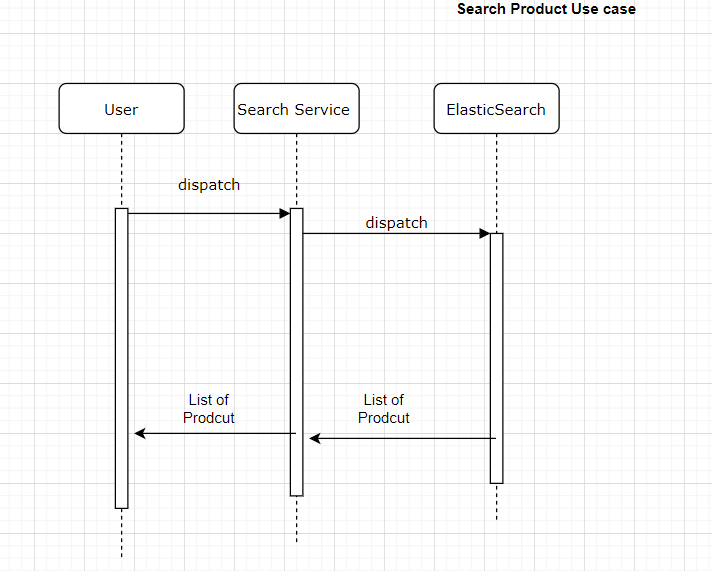 Search Product Use case
User
Search Service
ElasticSearch
dispatch
dispatch
List of
Prodcut
List of
Prodcut